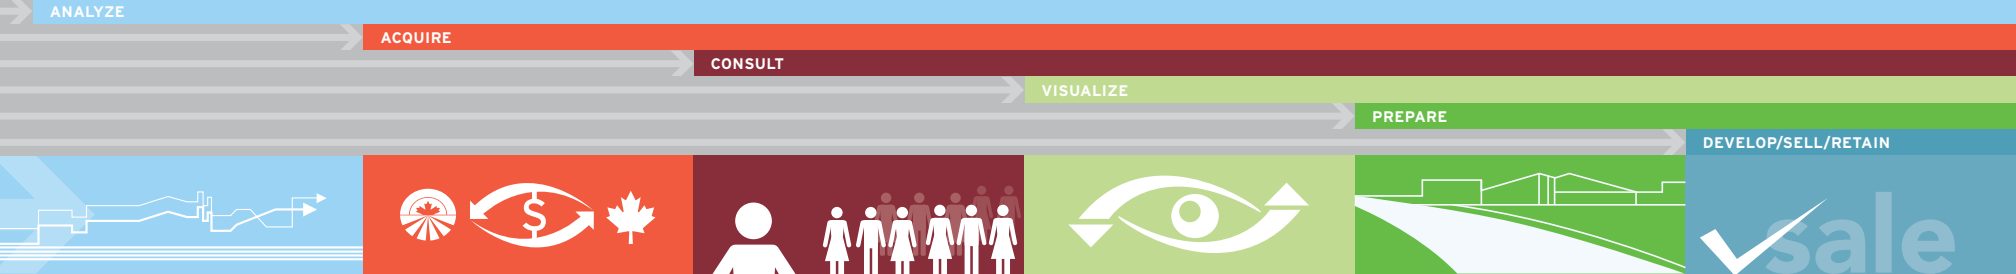 ANALYZE
ACQUIRE
CONSULT
VISUALIZE
PREPARE
DEVELOP/SELL/RETAIN
$
sale